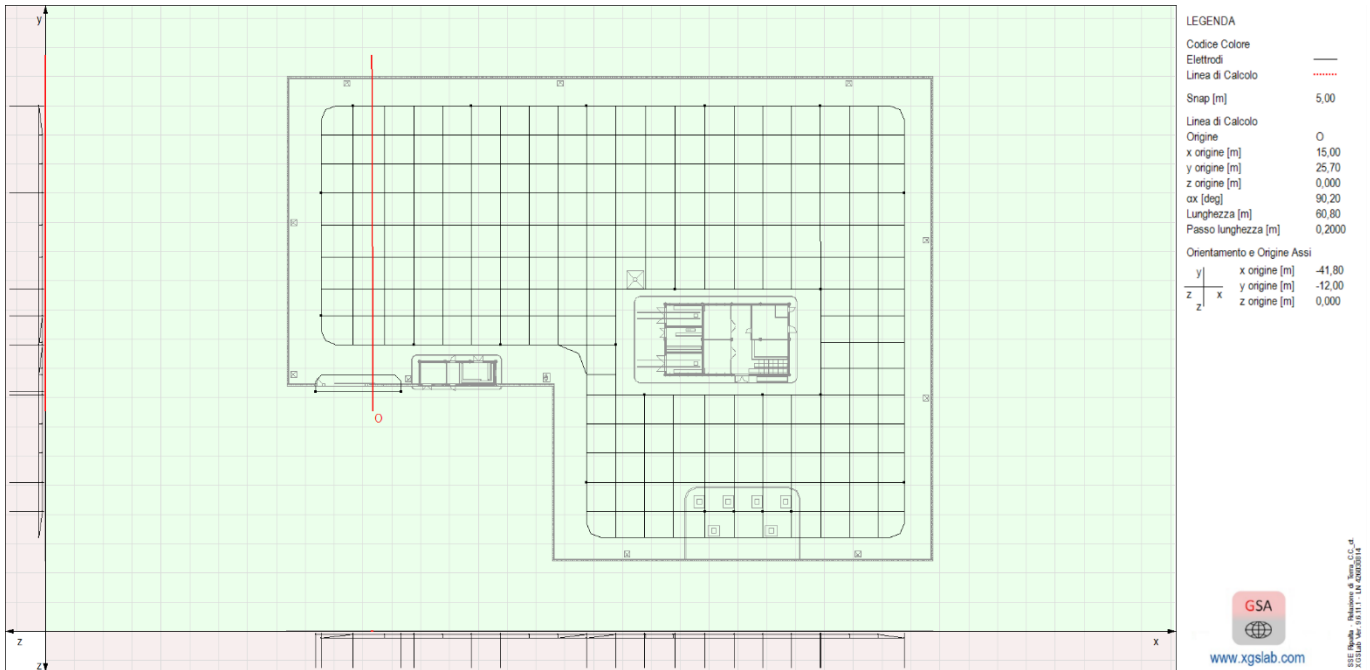 y
O
z
z
x
LEGENDA
Codice Colore
Elettrodi
Linea di Calcolo
Snap [m] 5,00
Linea di Calcolo
Origine O
x origine [m] 15,00
y origine [m] 25,70
z origine [m] 0,000
αx [deg] 90,20
Lunghezza [m] 60,80
Passo lunghezza [m] 0,2000
Orientamento e Origine Assi
y x origine [m] -41,80
z x y origine [m] -12,00
z z origine [m] 0,000
GSA
www.xgslab.com